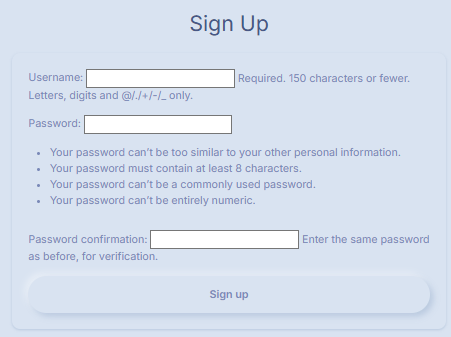 Sign Up
Username: Required. 150 characters or fewer.
Letters, digits and @/./+/-/_ only.
Password:
• Your password can't be too similar to your other personal information.
• Your password must contain at least 8 characters.
• Your password can't be a commonly used password.
• Your password can't be entirely numeric.
Password confirmation: Enter the same password
as before, for verification.
Sign up